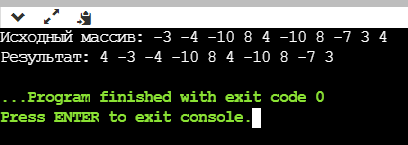 Исходный массив: -3 -4 -10 8 4 -10 8 -7 3 4
Результат: 4 -3 -4 -10 8 4 -10 8 -7 3
...Program finished with exit code 0
Press ENTER to exit console.